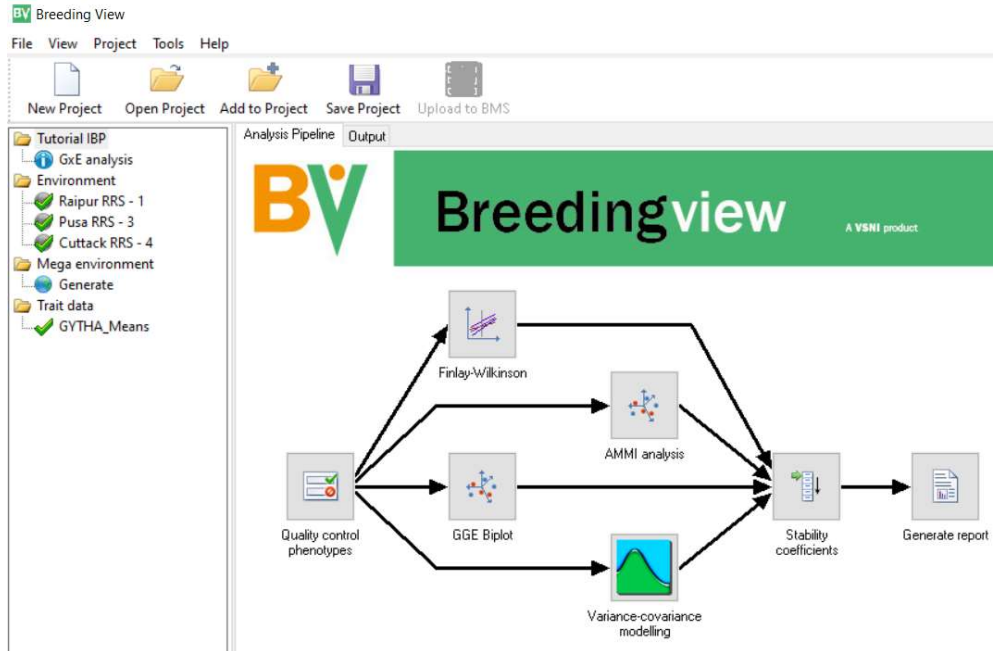 BV Breeding View
File View Project Tools Help
New Project Open Project Add to Project Save Project Upload to BMS
Tutorial IBP
GxE analysis
Environment
Raipur RRS - 1
Pusa RRS - 3
Cuttack RRS - 4
Mega environment
Generate
Trait data
GYTHA_Means
Analysis Pipeline Output
BV Breedingview A VSNi product
Finlay-Wilkinson
AMMI analysis
Quality control
phenotypes
GGE Biplot
Stability
coefficients
Generate report
Variance-covariance
modelling